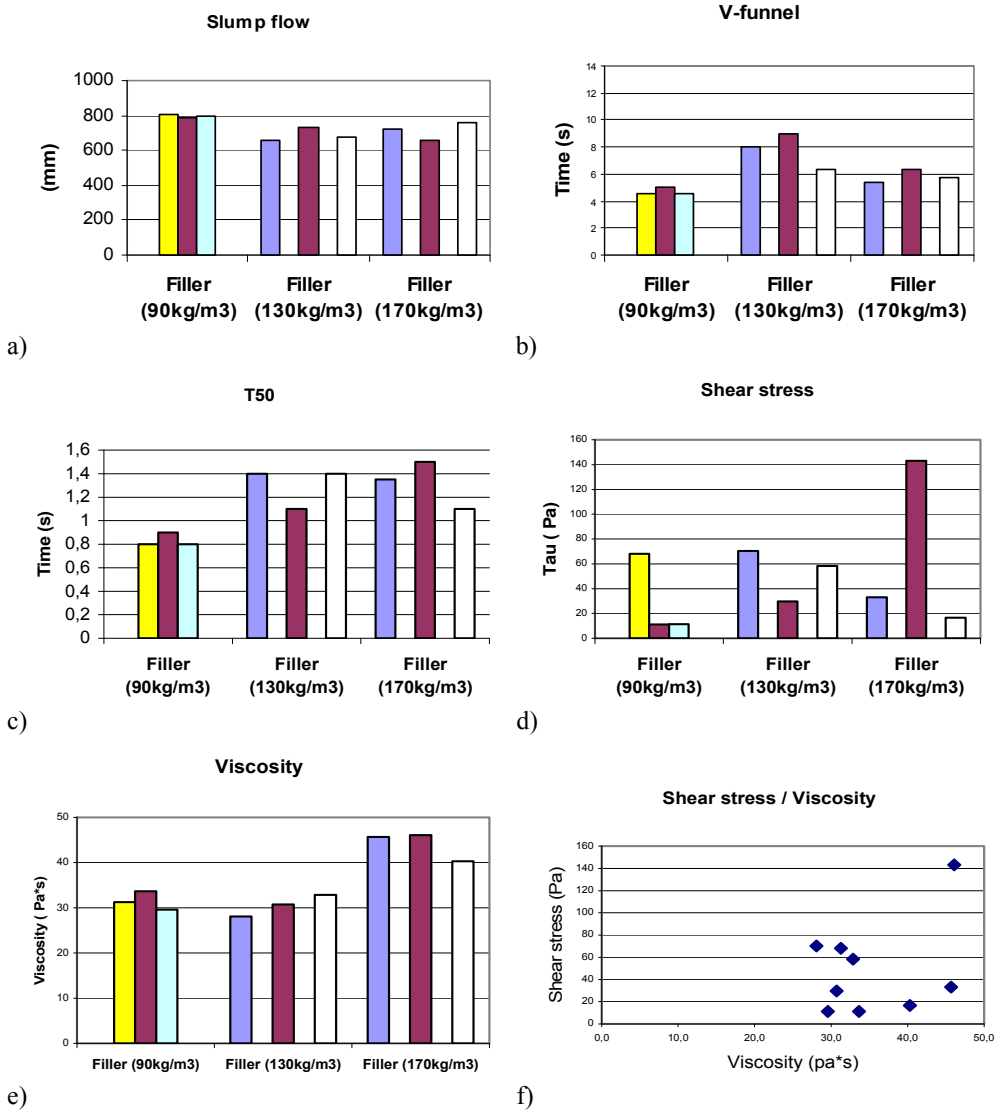 Slump flow
(mm)
1000
800
600
400
200
0
Filler Filler Filler
(90kg/m3) (130kg/m3) (170kg/m3)
a)
V-funnel
Time (s)
14
12
10
8
6
4
2
0
Filler Filler Filler
(90kg/m3) (130kg/m3) (170kg/m3)
b)
T50
Time (s)
1,6
1,4
1,2
1
0,8
0,6
0,4
0,2
0
Filler Filler Filler
(90kg/m3) (130kg/m3) (170kg/m3)
c)
Shear stress
Tau ( Pa)
160
140
120
100
80
60
40
20
0
Filler Filler Filler
(90kg/m3) (130kg/m3) (170kg/m3)
d)
Viscosity
Viscosity ( Pa*s)
50
40
30
20
10
0
Filler (90kg/m3) Filler (130kg/m3) Filler (170kg/m3)
e)
Shear stress / Viscosity
Shear stress (Pa)
160
140
120
100
80
60
40
20
0
0,0 10,0 20,0 30,0 40,0 50,0
Viscosity (pa*s)
f)